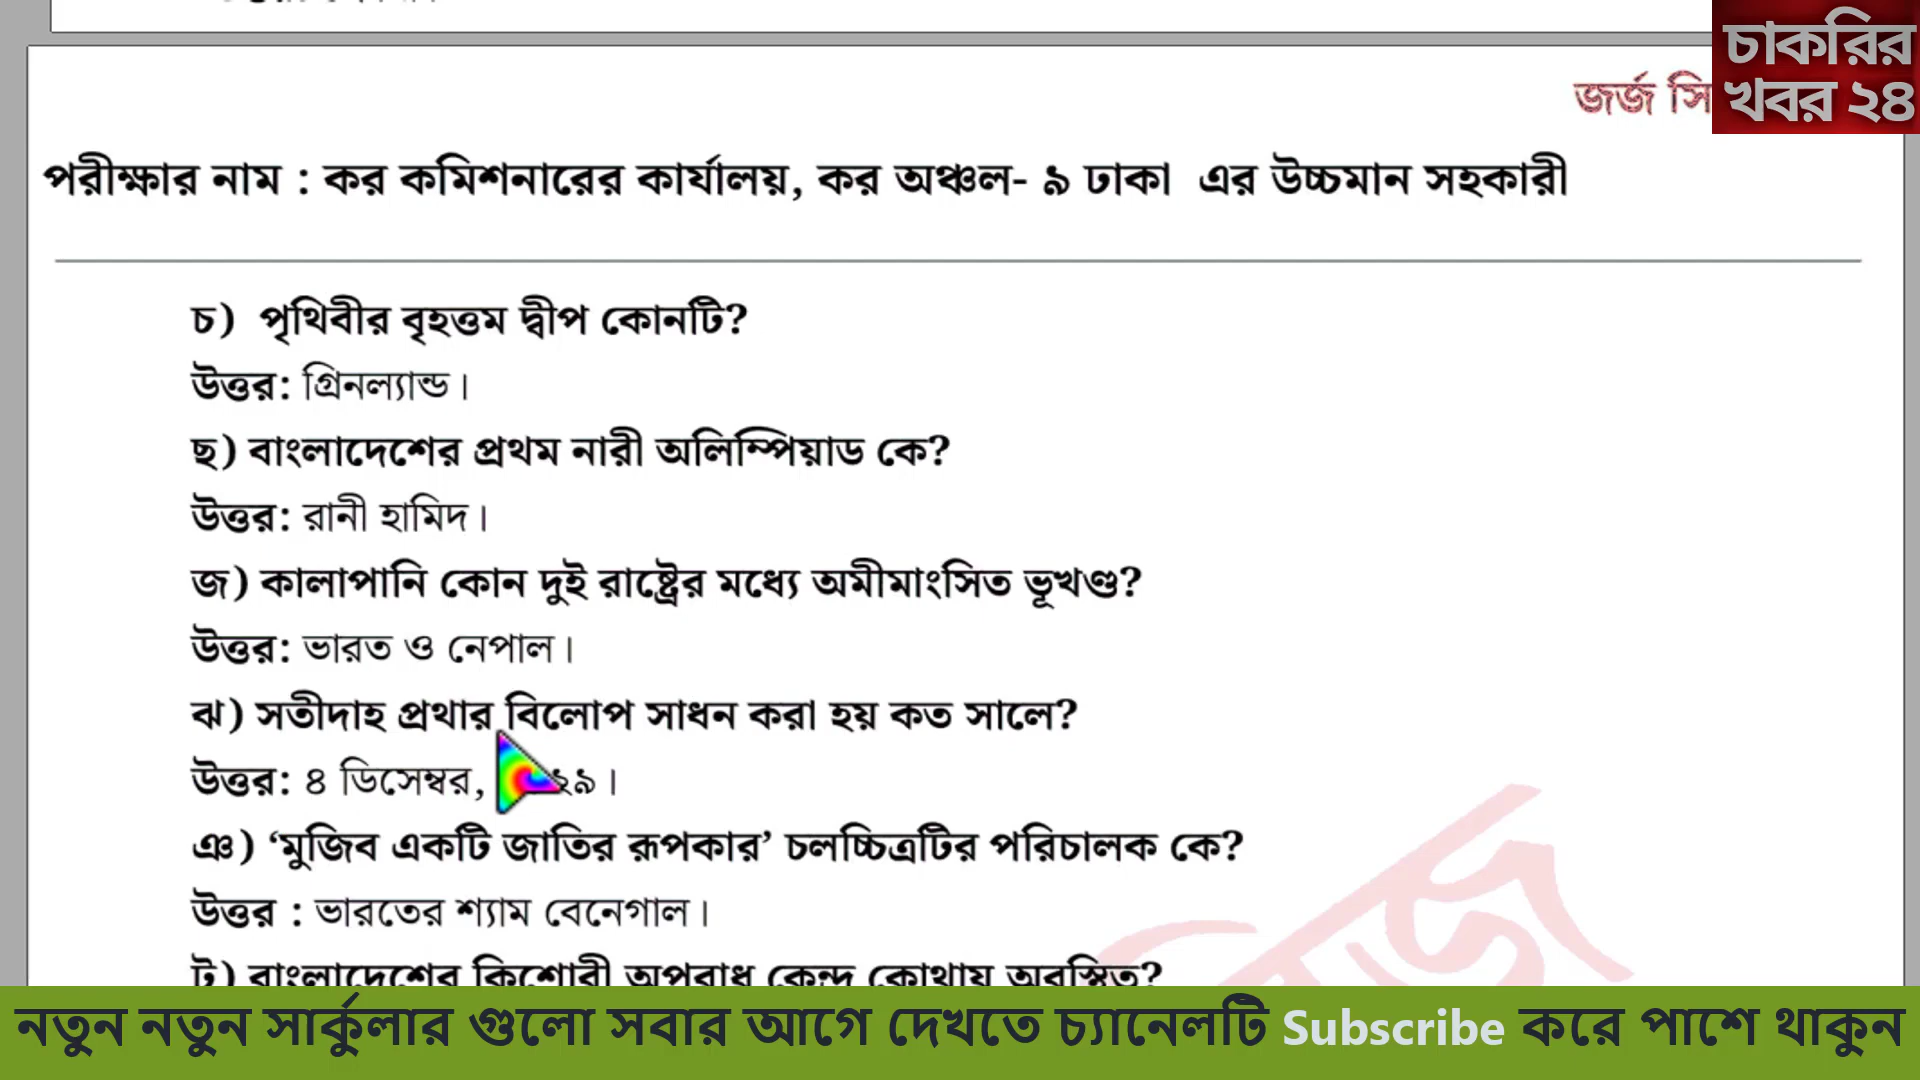 চাকরির
খবর ২৪
জর্জ সি
পরীক্ষার নাম : কর কমিশনারের কার্যালয়, কর অঞ্চল- ৯ ঢাকা এর উচ্চমান সহকারী
চ) পৃথিবীর বৃহত্তম দ্বীপ কোনটি?
উত্তর: গ্রিনল্যান্ড।
ছ) বাংলাদেশের প্রথম নারী অলিম্পিয়াড কে?
উত্তর: রানী হামিদ।
জ) কালাপানি কোন দুই রাষ্ট্রের মধ্যে অমীমাংসিত ভূখণ্ড?
উত্তর: ভারত ও নেপাল।
ঝ) সতীদাহ প্রথার বিলোপ সাধন করা হয় কত সালে?
উত্তর: ৪ ডিসেম্বর, ২৯।
ঞ) ‘মুজিব একটি জাতির রূপকার’ চলচ্চিত্রটির পরিচালক কে?
উত্তর : ভারতের শ্যাম বেনেগাল।
ট) বাংলাদেশের কিশোরী অপরাধ কেন্দ্র কোথায় অবস্থিত?
নতুন নতুন সার্কুলার গুলো সবার আগে দেখতে চ্যানেলটি Subscribe করে পাশে থাকুন